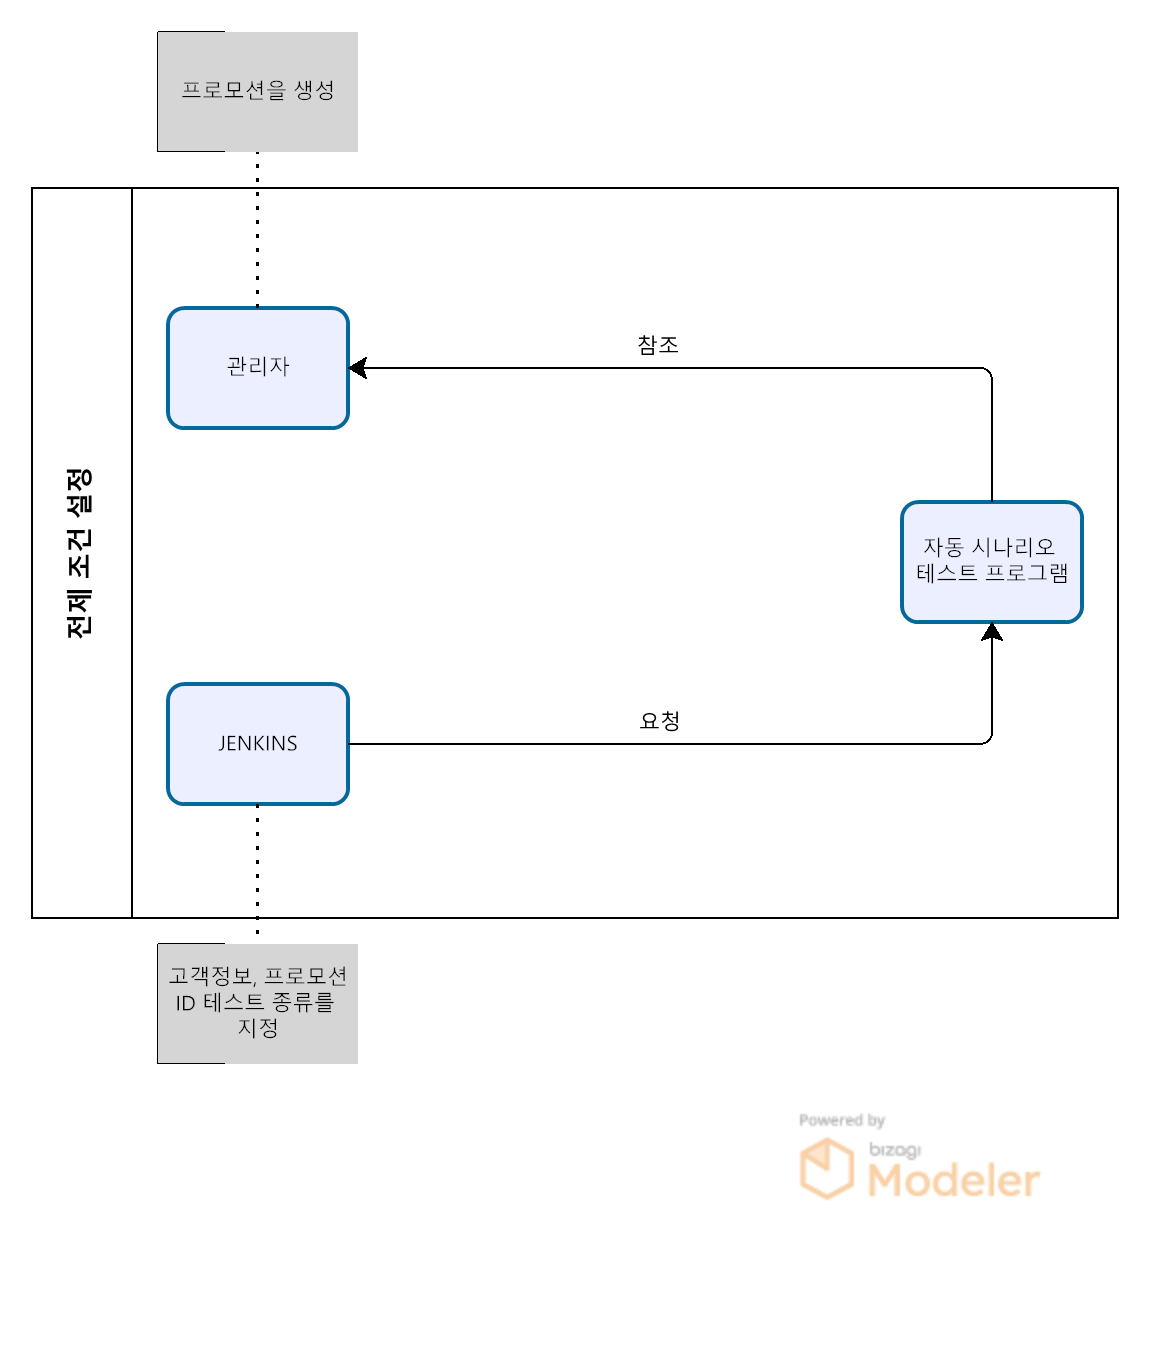 프로모션을 생성
관리자
참조
전제 조건 설정
자동 시나리오
테스트 프로그램
JENKINS
요청
고객정보, 프로모션
ID 테스트 종류를
지정
Powered by
bizagi
Modeler